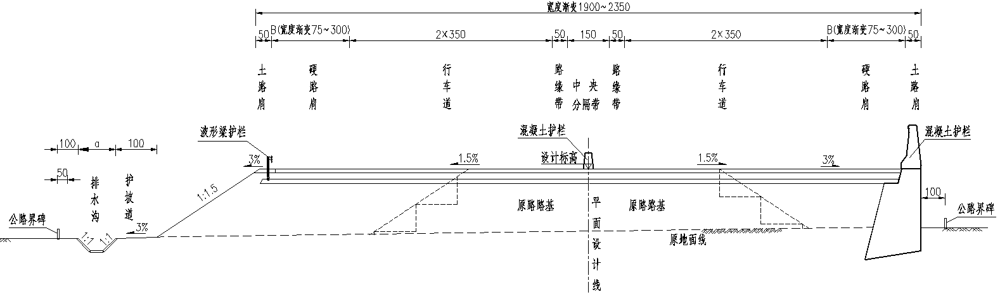 宽度渐变1900~2350
50
B(宽度渐变75~300)
2×350
50
150
50
2×350
B(宽度渐变75~300)
50
土路肩
硬路肩
行车道
路缘带
中央
分隔带
路缘带
行车道
硬路肩
土路肩
波形梁护栏
混凝土护栏
混凝土护栏
100
a
100
3%
1.5%
设计标高
1.5%
3%
50
排水沟
护坡道
1:1.5
100
原路路基
平面设计线
原路路基
公路界碑
3%
公路界碑
1:1
1:1
原地面线